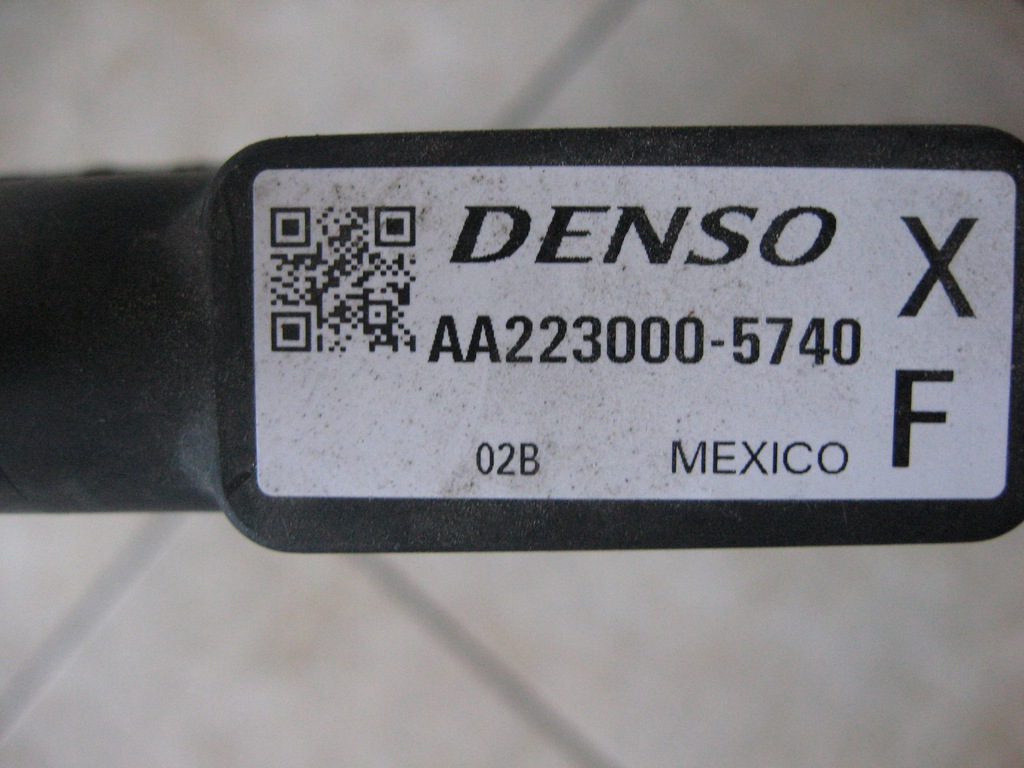 DENSO
X
AA223000-5740
F
02B
MEXICO